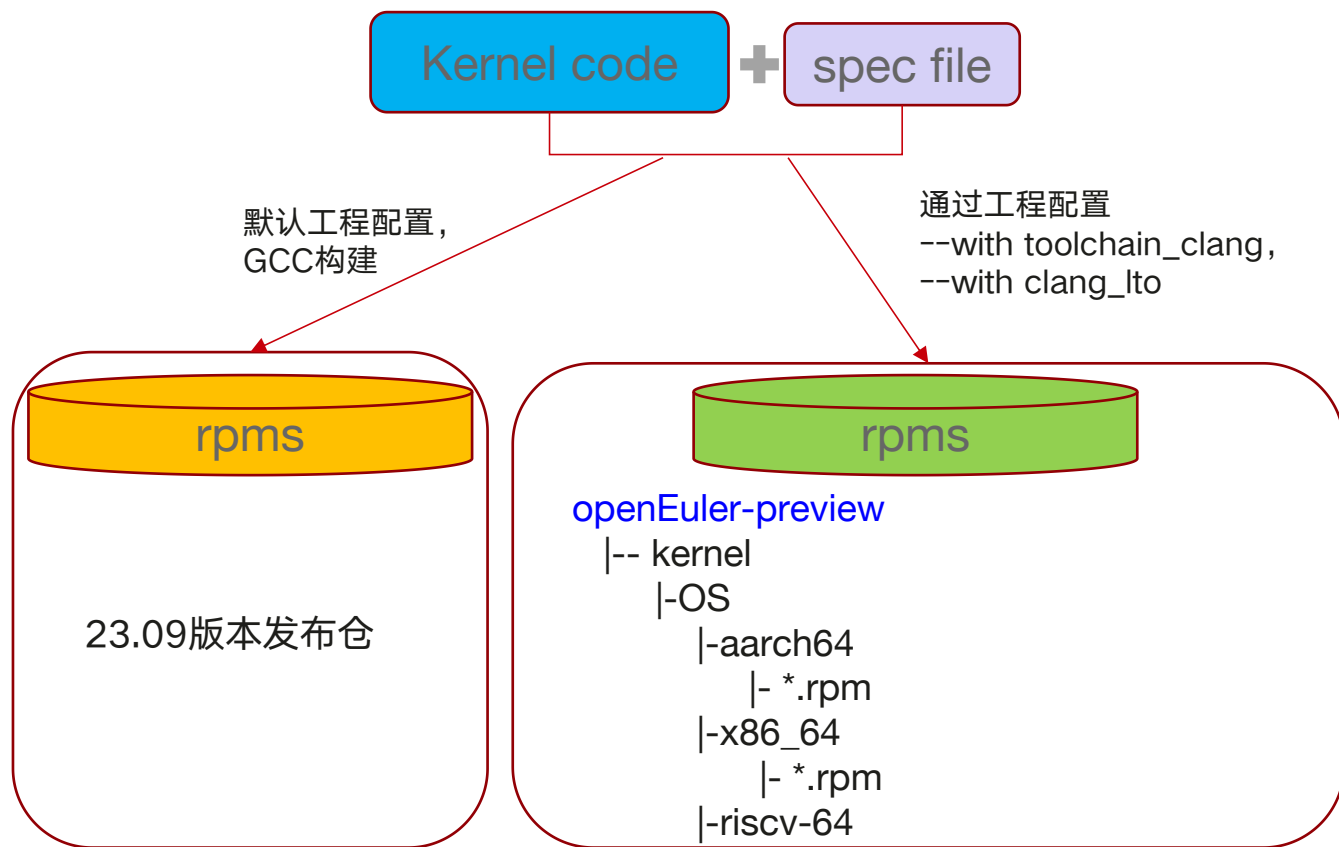 Kernel code
spec file
默认工程配置，
GCC构建
通过工程配置
--with toolchain_clang,
--with clang_lto
rpms
23.09版本发布仓
rpms
openEuler-preview
|-- kernel
|-OS
|-aarch64
|- *.rpm
|-x86_64
|- *.rpm
|-riscv-64